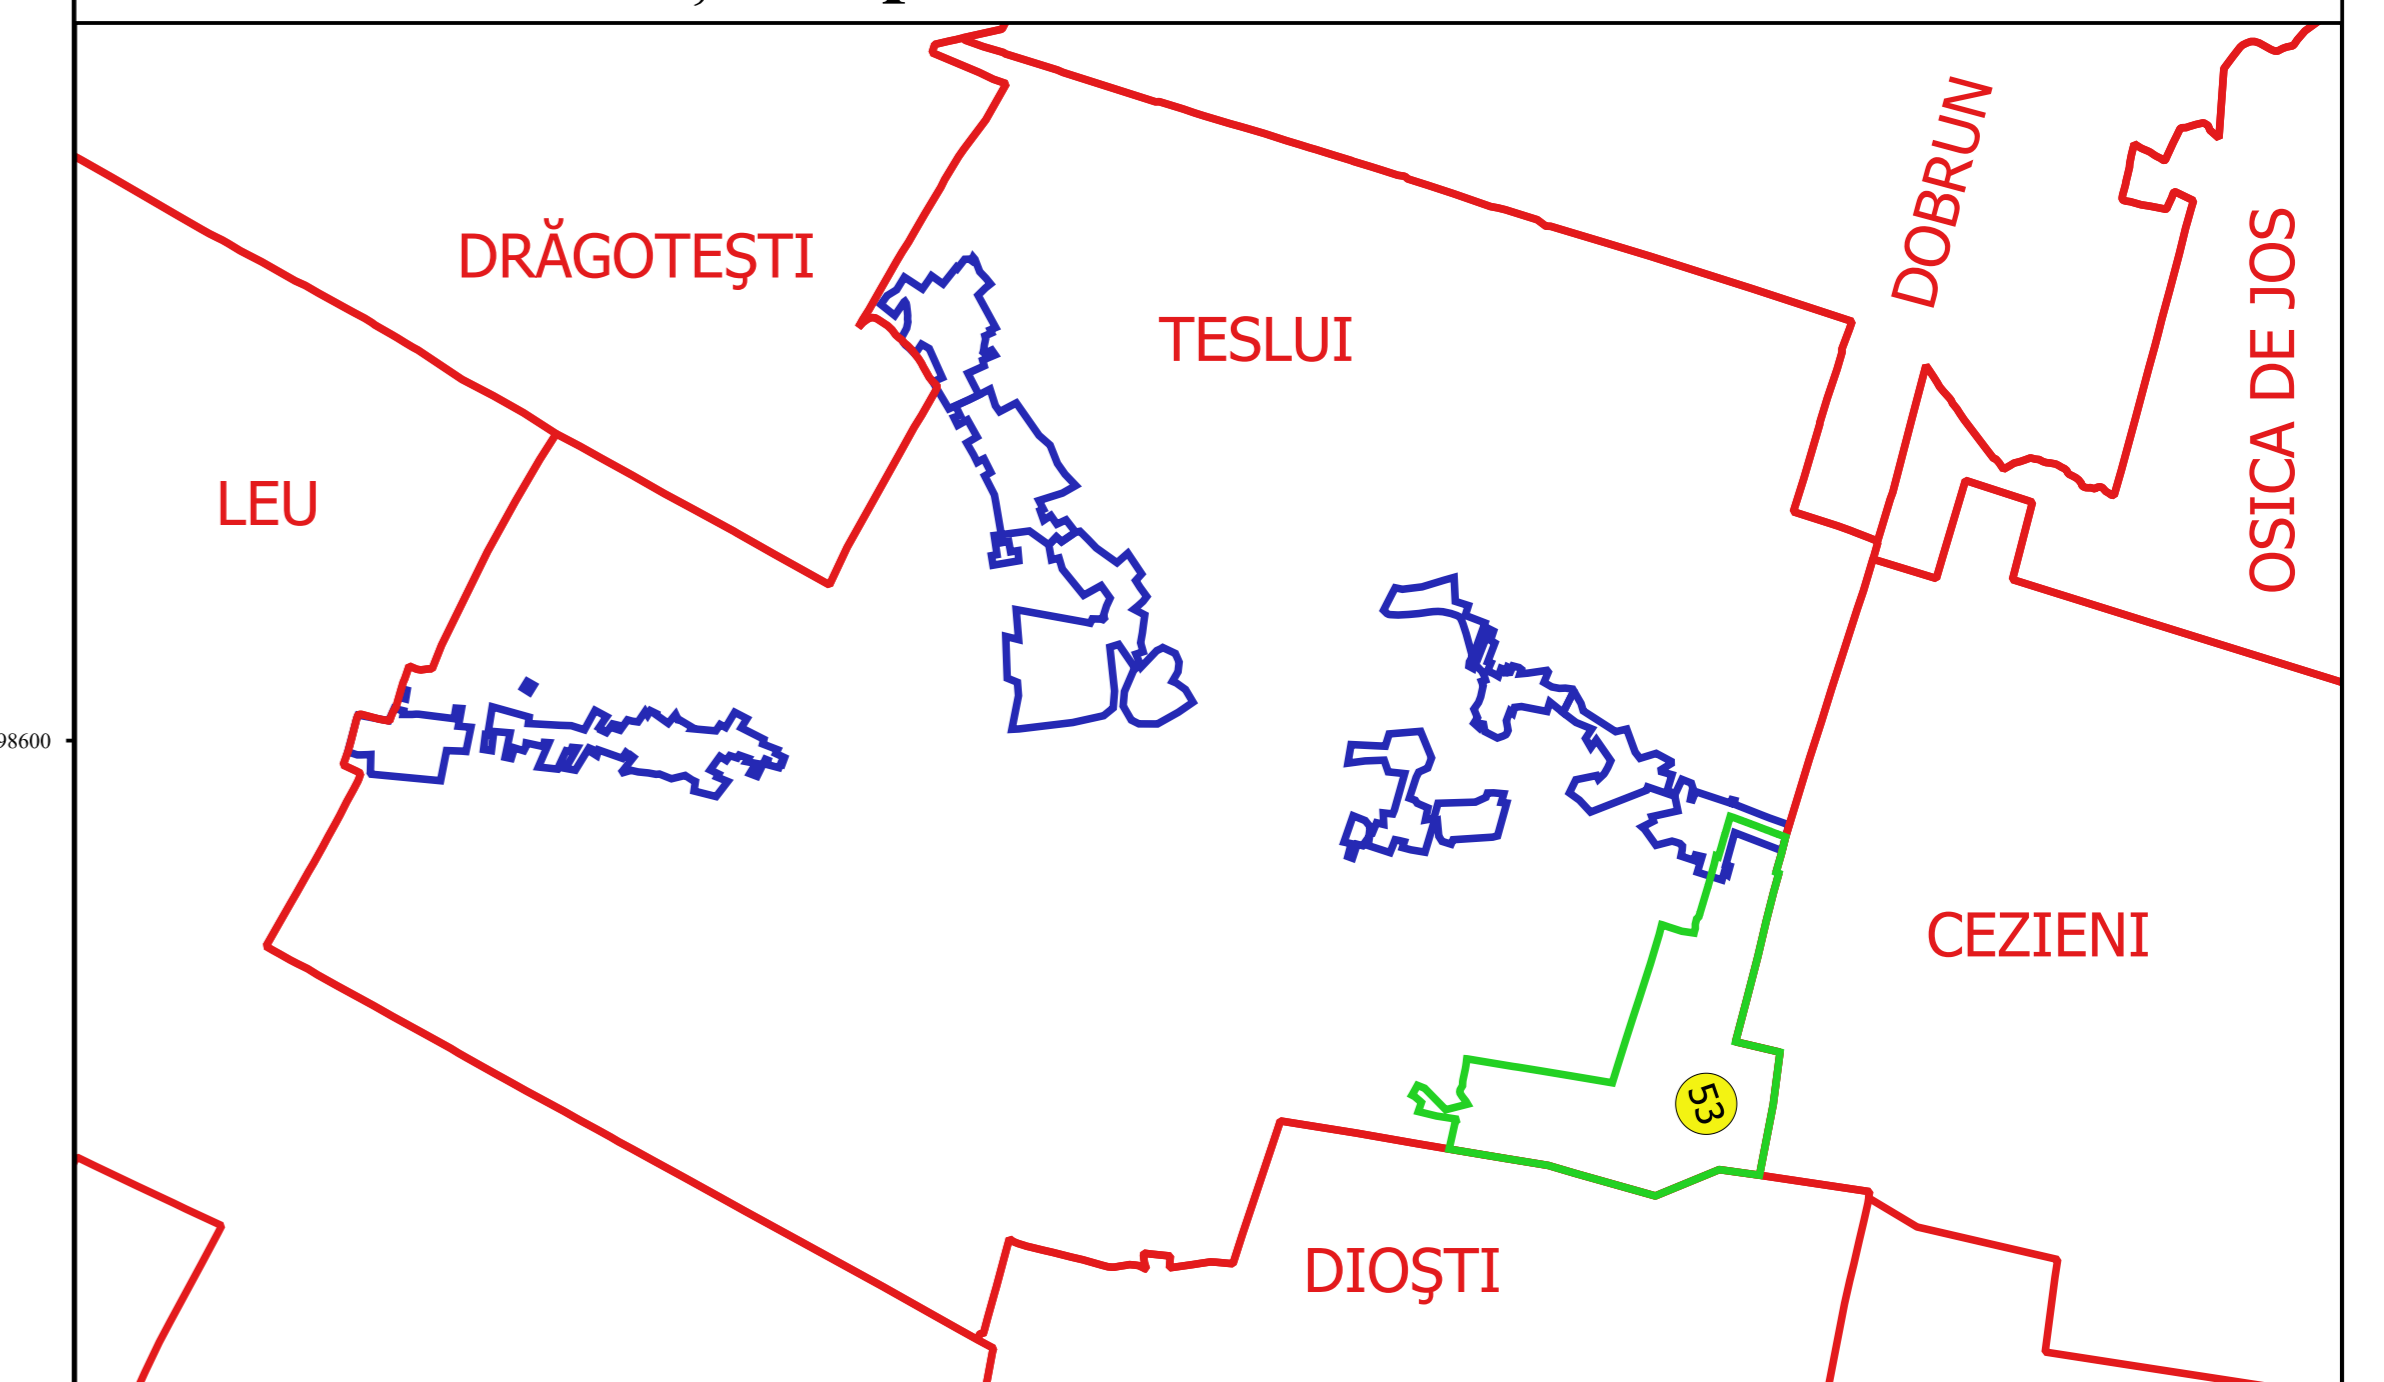 DOBRUN
OSICA DE JOS
DRĂGOTEŞTI
TESLUI
LEU
98600
CEZIENI
53
DIOŞTI